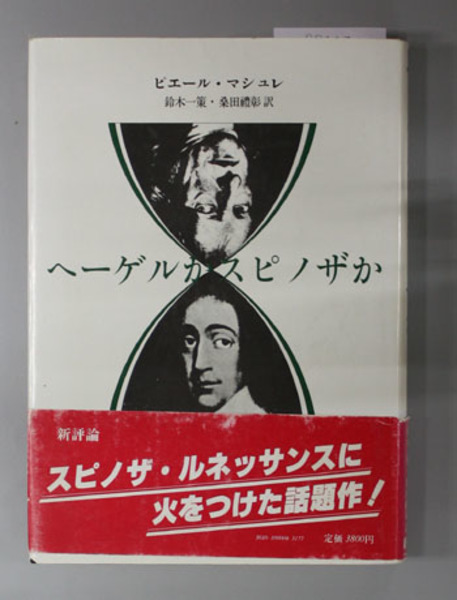 ピエール・マシュレ
鈴木一策・桑田禮彰 訳
ヘーゲルかスピノザか
新評論
スピノザ・ルネッサンスに
火をつけた話題作!
定価 3800円